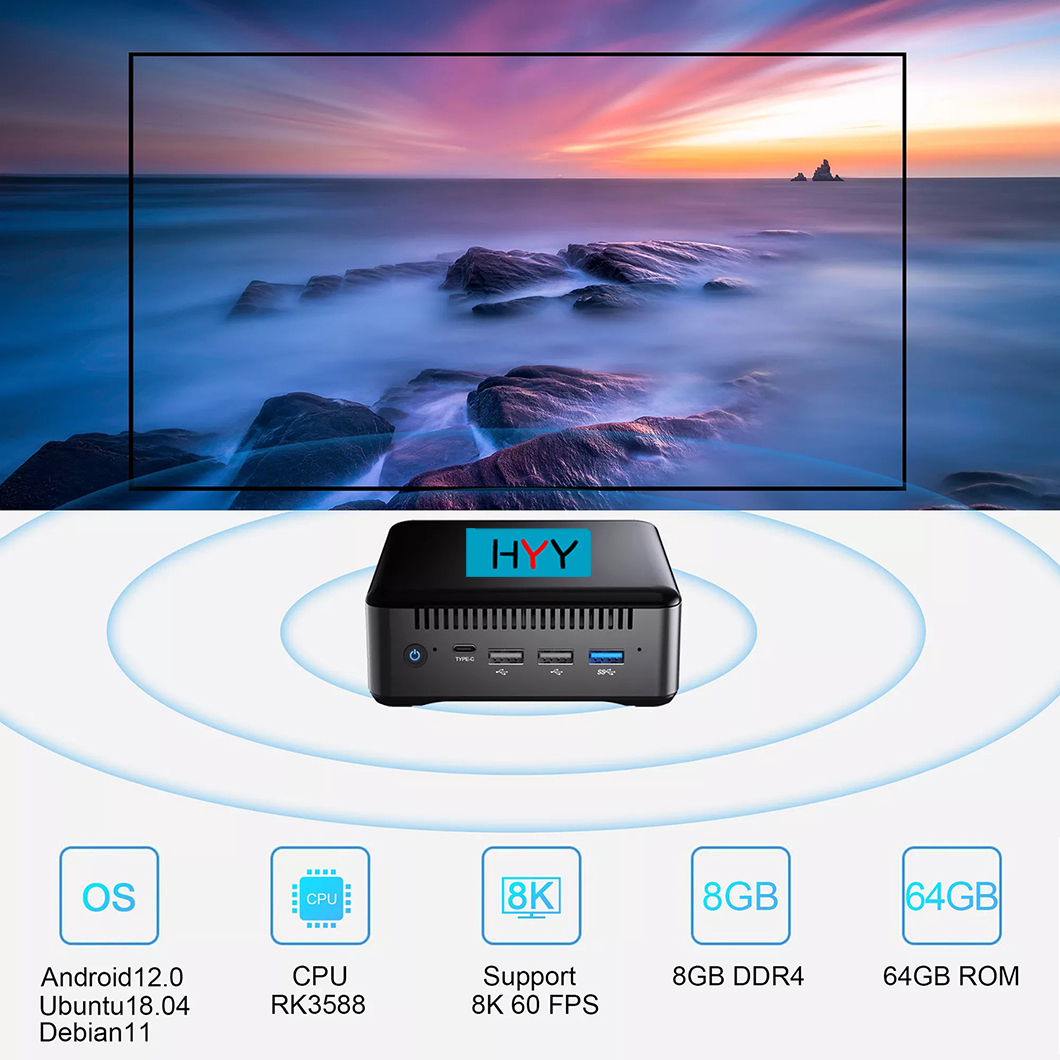 HYY
TYPE-C
SS
OS
CPU
8K
8GB
64GB
Android12.0
Ubuntu18.04
Debian11
CPU
RK3588
Support
8K 60 FPS
8GB DDR4
64GB ROM